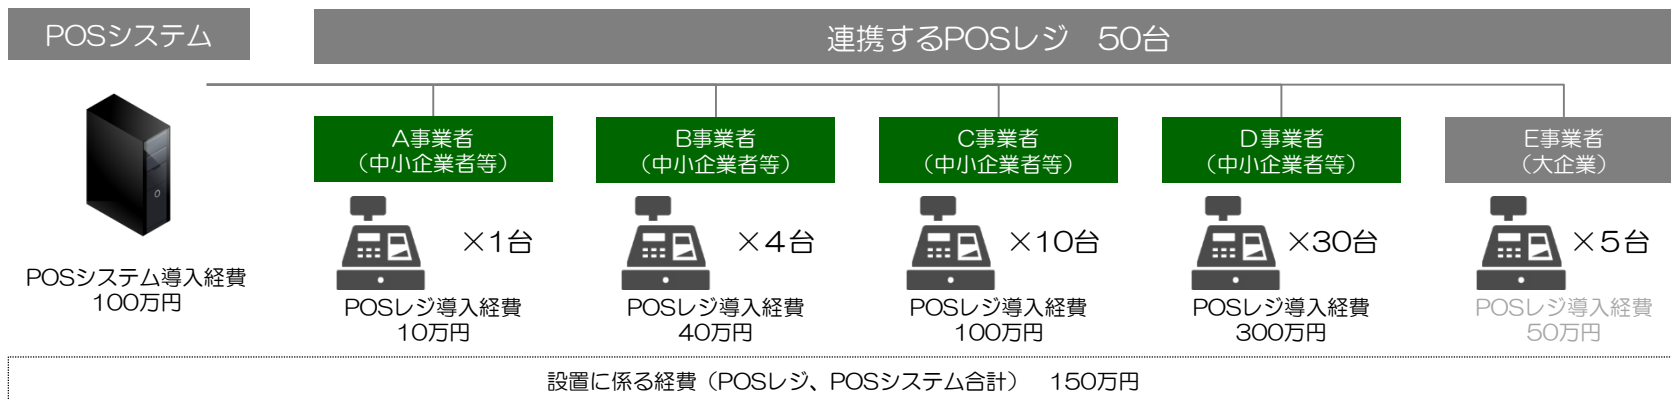 POSシステム
連携するPOSレジ　50台
A事業者
（中小企業者等）
B事業者
（中小企業者等）
C事業者
（中小企業者等）
D事業者
（中小企業者等）
E事業者
（大企業）
×1台
×4台
×10台
×30台
×5台
POSシステム導入経費
100万円
POSレジ導入経費
10万円
POSレジ導入経費
40万円
POSレジ導入経費
100万円
POSレジ導入経費
300万円
POSレジ導入経費
50万円
設置に係る経費（POSレジ、POSシステム合計）　150万円